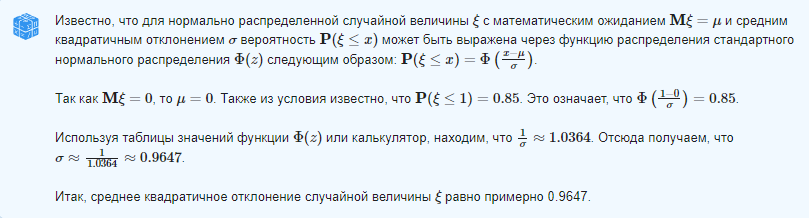 Известно, что для нормально распределенной случайной величины ξ с математическим ожиданием Mξ = μ и средним
квадратичным отклонением σ вероятность P(ξ ≤ x) может быть выражена через функцию распределения стандартного
нормального распределения Φ(z) следующим образом: P(ξ ≤ x) = Φ((x−μ)/σ).
Так как Mξ = 0, то μ = 0. Также из условия известно, что P(ξ ≤ 1) = 0.85. Это означает, что Φ((1−0)/σ) = 0.85.
Используя таблицы значений функции Φ(z) или калькулятор, находим, что 1/σ ≈ 1.0364. Отсюда получаем, что
σ ≈ 1/1.0364 ≈ 0.9647.
Итак, среднее квадратичное отклонение случайной величины ξ равно примерно 0.9647.